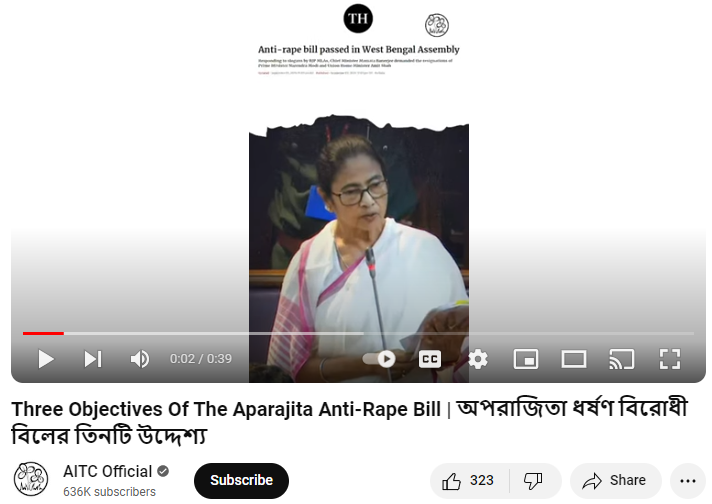 TH
Anti-rape bill passed in West Bengal Assembly
Responding to slogans by BJP MLAs, Chief Minister Mamata Banerjee demanded the resignations of
Prime Minister Narendra Modi and Union Home Minister Amit Shah
0:02 / 0:39
CC
Three Objectives Of The Aparajita Anti-Rape Bill | অপরাজিতা ধর্ষণ বিরোধী
বিলের তিনটি উদ্দেশ্য
AITC Official
636K subscribers
Subscribe
323
Share